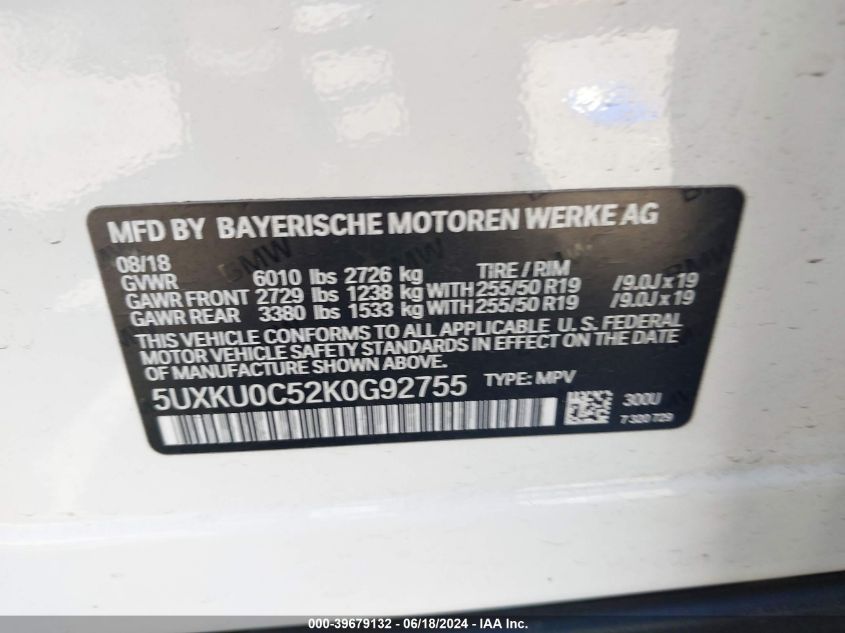 MFD BY BAYERISCHE MOTOREN WERKE AG
08/18
GVWR 6010 lbs 2726 kg TIRE / RIM
GAWR FRONT 2729 lbs 1238 kg WITH 255/50 R19 /9.0J x 19
GAWR REAR 3380 lbs 1533 kg WITH 255/50 R19 /9.0J x 19
THIS VEHICLE CONFORMS TO ALL APPLICABLE U. S. FEDERAL
MOTOR VEHICLE SAFETY STANDARDS IN EFFECT ON THE DATE
OF MANUFACTURE SHOWN ABOVE.
5UXKU0C52K0G92755 TYPE: MPV
300U
7 388 729
000-39679132 - 06/18/2024 - IAA Inc.